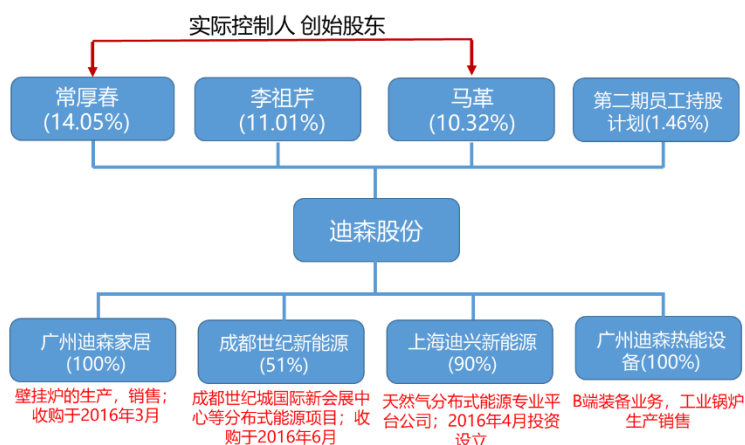 实际控制人 创始股东
常厚春
(14.05%)
李祖芹
(11.01%)
马革
(10.32%)
第二期员工持股
计划(1.46%)
迪森股份
广州迪森家居
(100%)
成都世纪新能源
(51%)
上海迪兴新能源
(90%)
广州迪森热能设
备(100%)
壁挂炉的生产，销售；
收购于2016年3月
成都世纪城国际新会展中
心等分布式能源项目；收
购于2016年6月
天然气分布式能源专业平
台公司；2016年4月投资
设立
B端装备业务，工业锅炉
生产销售